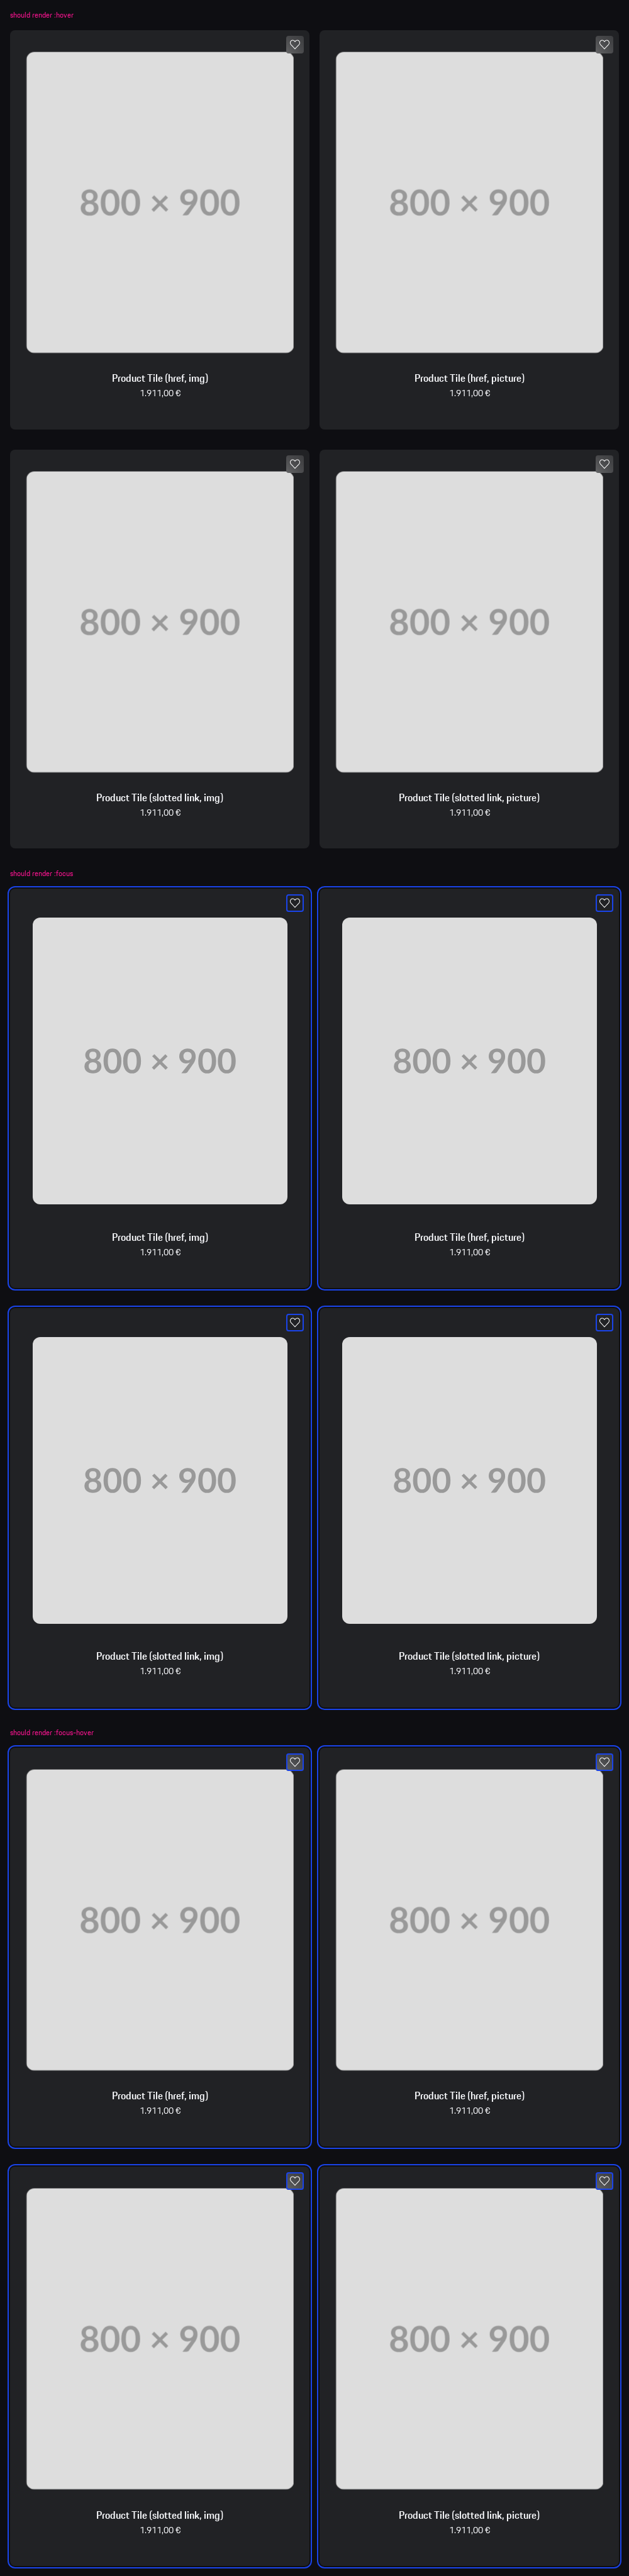 should render :hover
800 × 900
800 × 900
Product Tile (href, img)
Product Tile (href, picture)
1.911,00 €
1.911,00 €
800 × 900
800 × 900
Product Tile (slotted link, img)
Product Tile (slotted link, picture)
1.911,00 €
1.911,00 €
should render :focus
800 × 900
800 × 900
Product Tile (href, img)
Product Tile (href, picture)
1.911,00 €
1.911,00 €
800 × 900
800 × 900
Product Tile (slotted link, img)
Product Tile (slotted link, picture)
1.911,00 €
1.911,00 €
should render :focus-hover
800 × 900
800 × 900
Product Tile (href, img)
Product Tile (href, picture)
1.911,00 €
1.911,00 €
800 × 900
800 × 900
Product Tile (slotted link, img)
Product Tile (slotted link, picture)
1.911,00 €
1.911,00 €